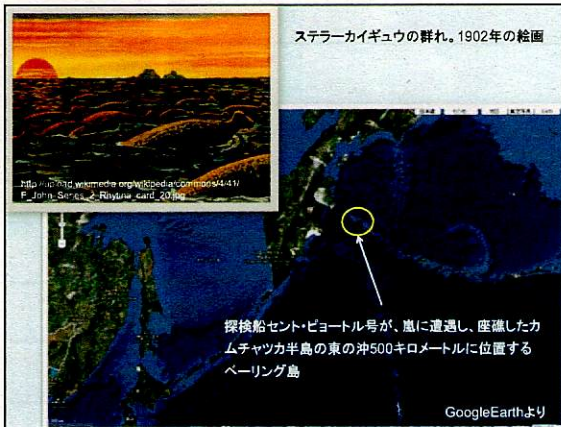 ステラーカイギュウの群れ。1902年の絵画
http://upload.wikimedia.org/wikipedia/commons/4/41/
F_John_Series_2_Rhytina_card_20.jpg
探検船セント・ピョートル号が、嵐に遭遇し、座礁したカ
ムチャツカ半島の東の沖500キロメートルに位置する
ベーリング島
GoogleEarthより